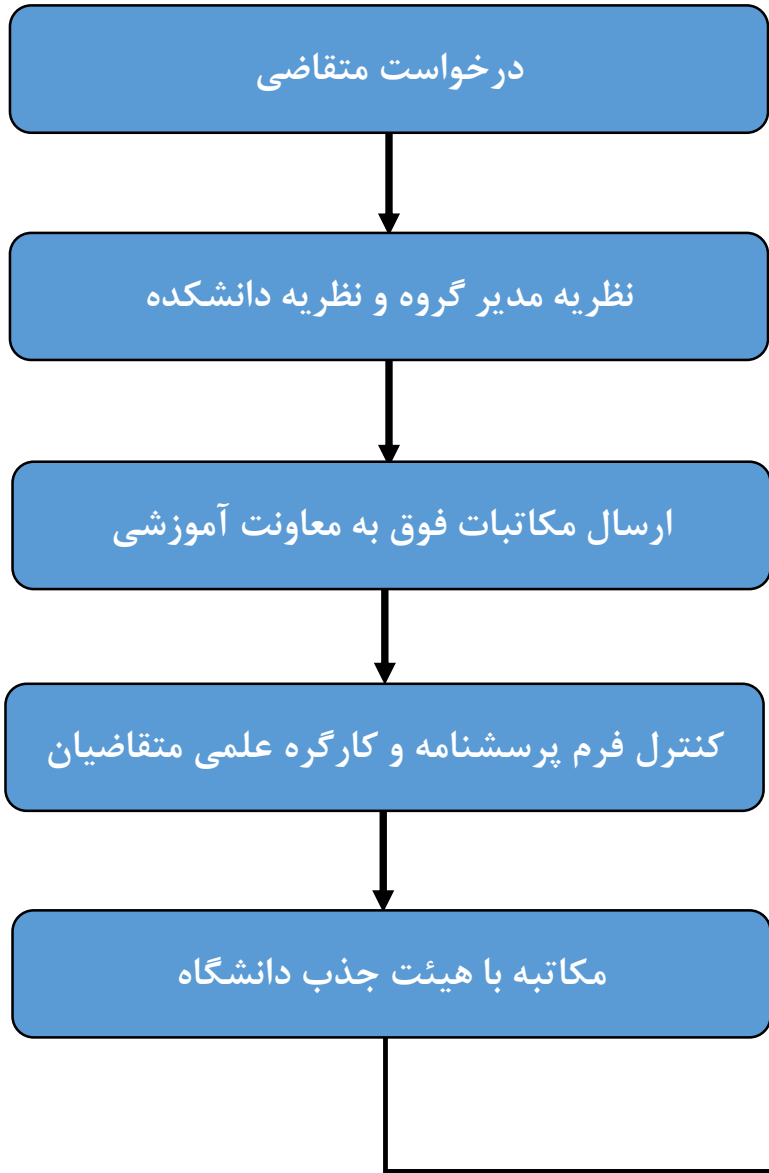 درخواست متقاضی
نظریه مدیر گروه و نظریه دانشکده
ارسال مکاتبات فوق به معاونت آموزشی
کنترل فرم پرسشنامه و کارگره علمی متقاضیان
مکاتبه با هیئت جذب دانشگاه